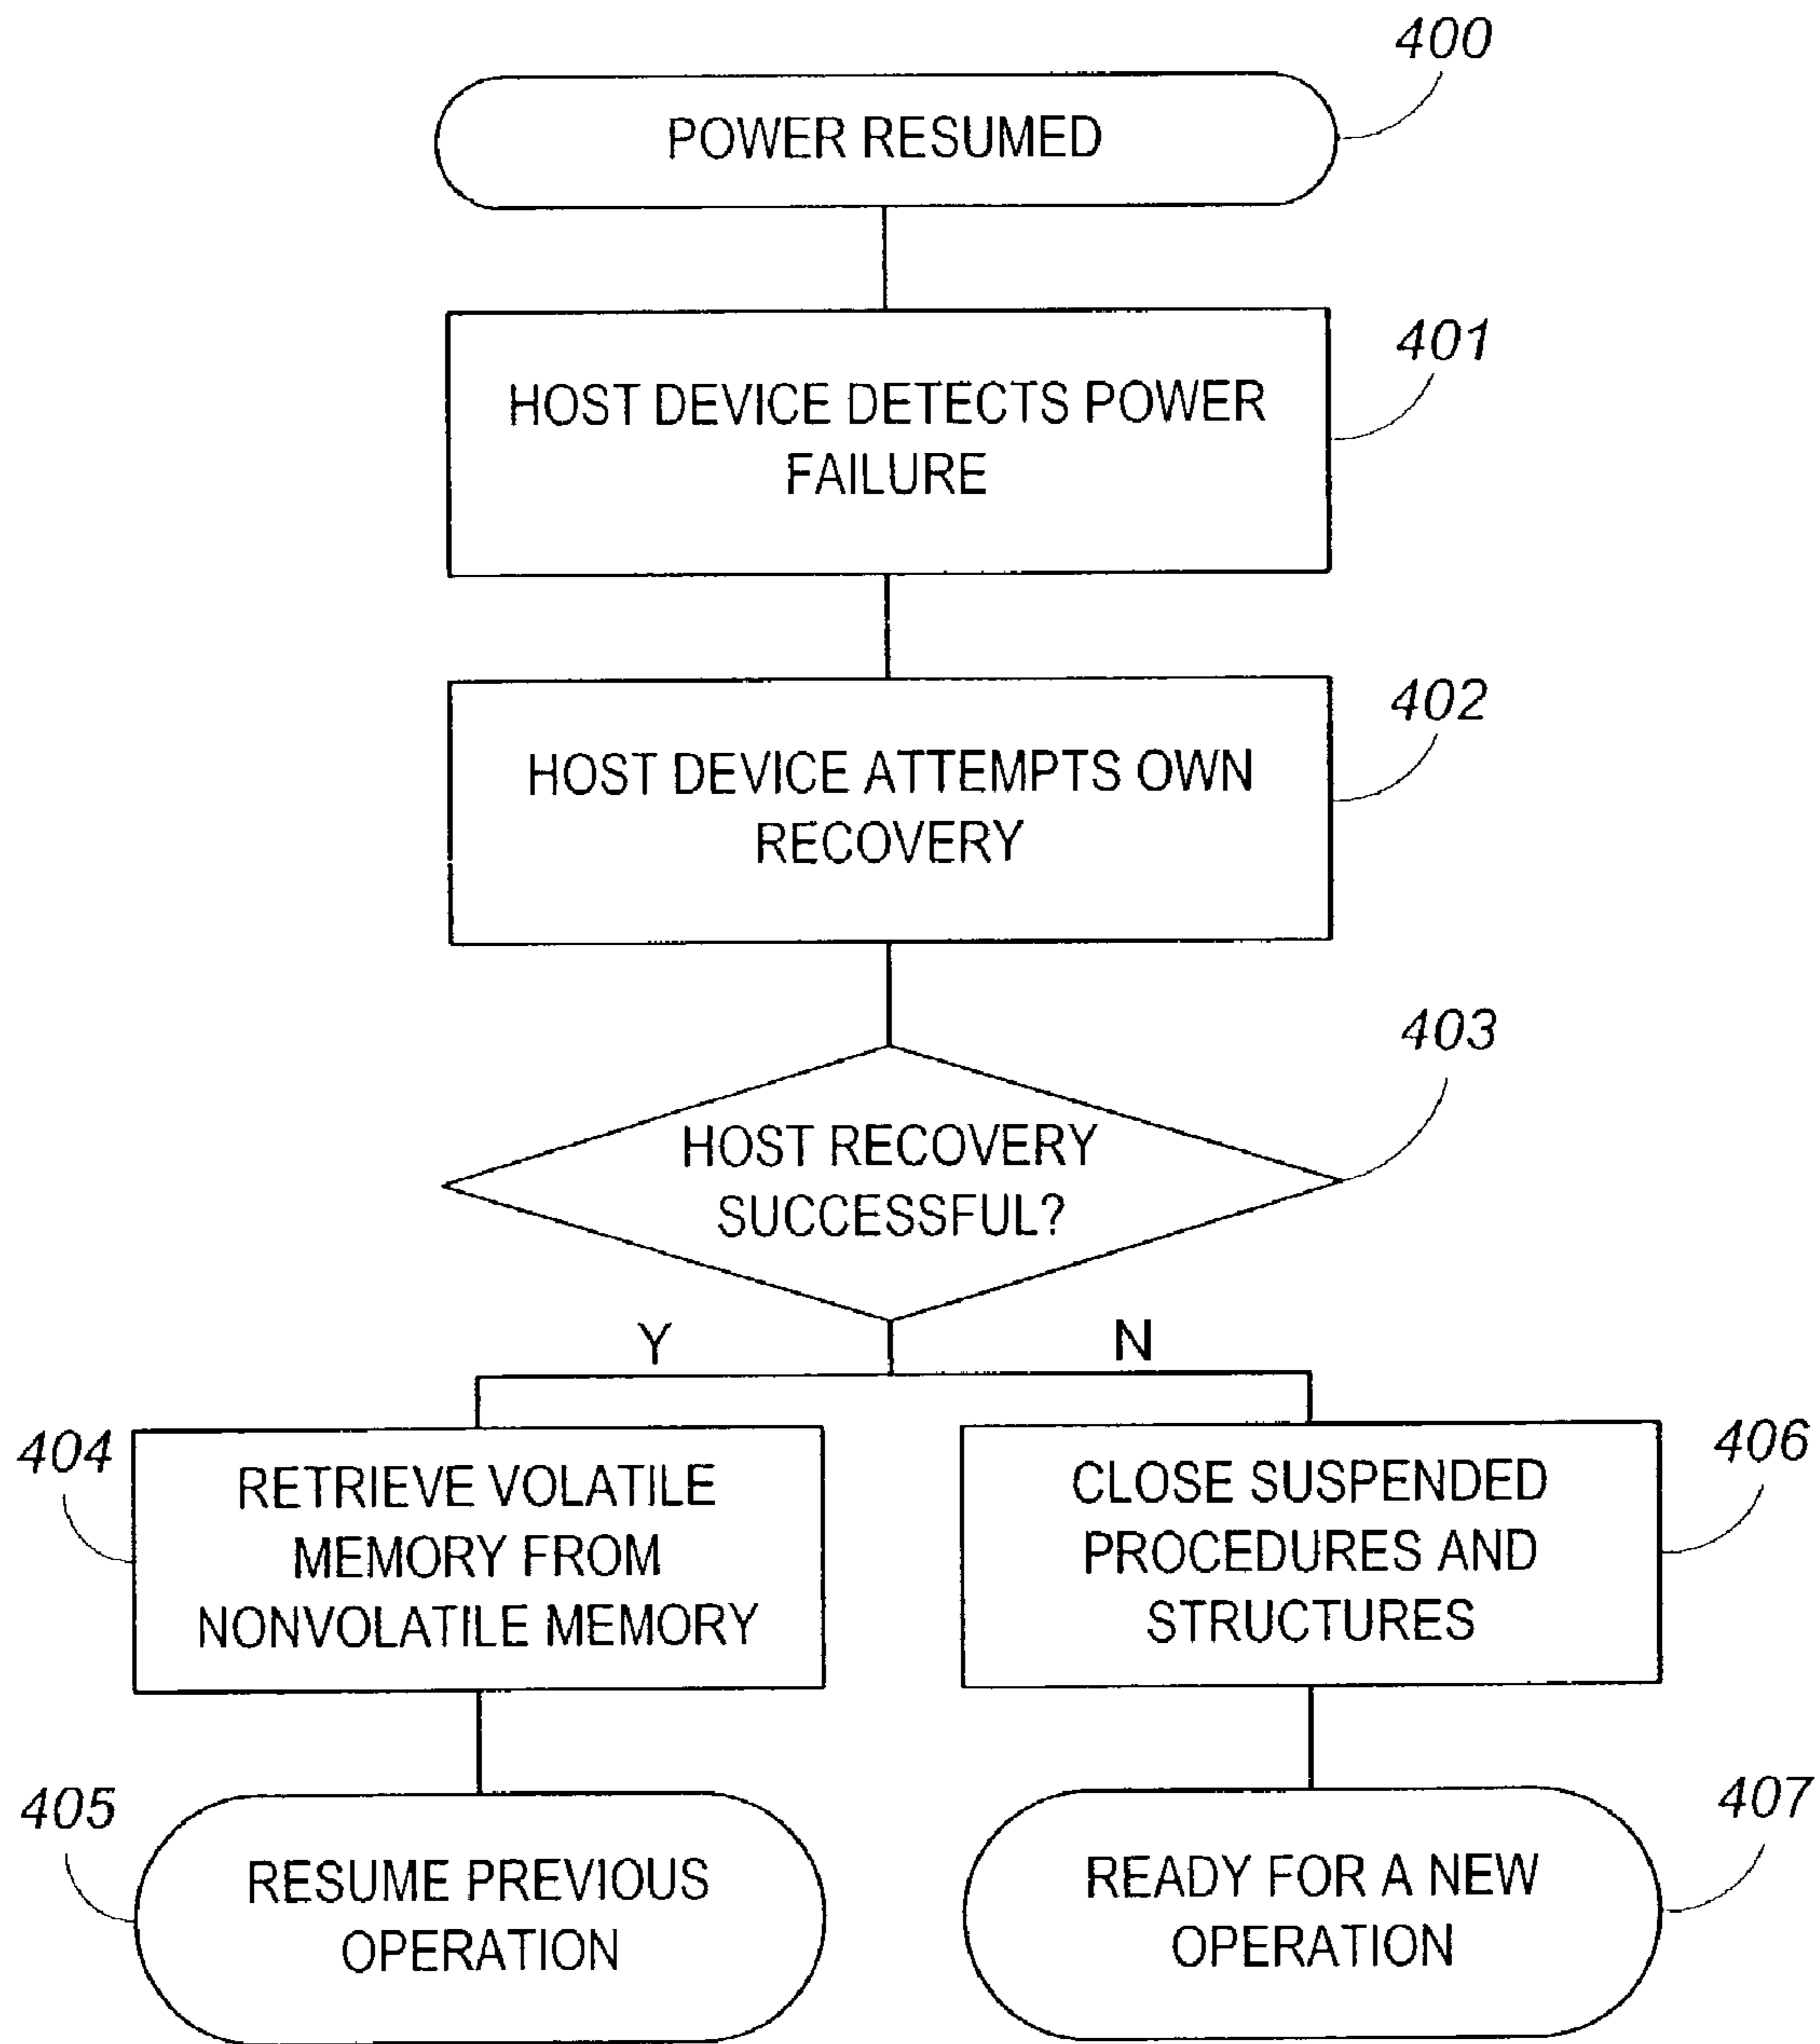 400
POWER RESUMED
401
HOST DEVICE DETECTS POWER
FAILURE
402
HOST DEVICE ATTEMPTS OWN
RECOVERY
403
HOST RECOVERY
SUCCESSFUL?
Y
N
404
RETRIEVE VOLATILE
MEMORY FROM
NONVOLATILE MEMORY
406
CLOSE SUSPENDED
PROCEDURES AND
STRUCTURES
405
RESUME PREVIOUS
OPERATION
407
READY FOR A NEW
OPERATION